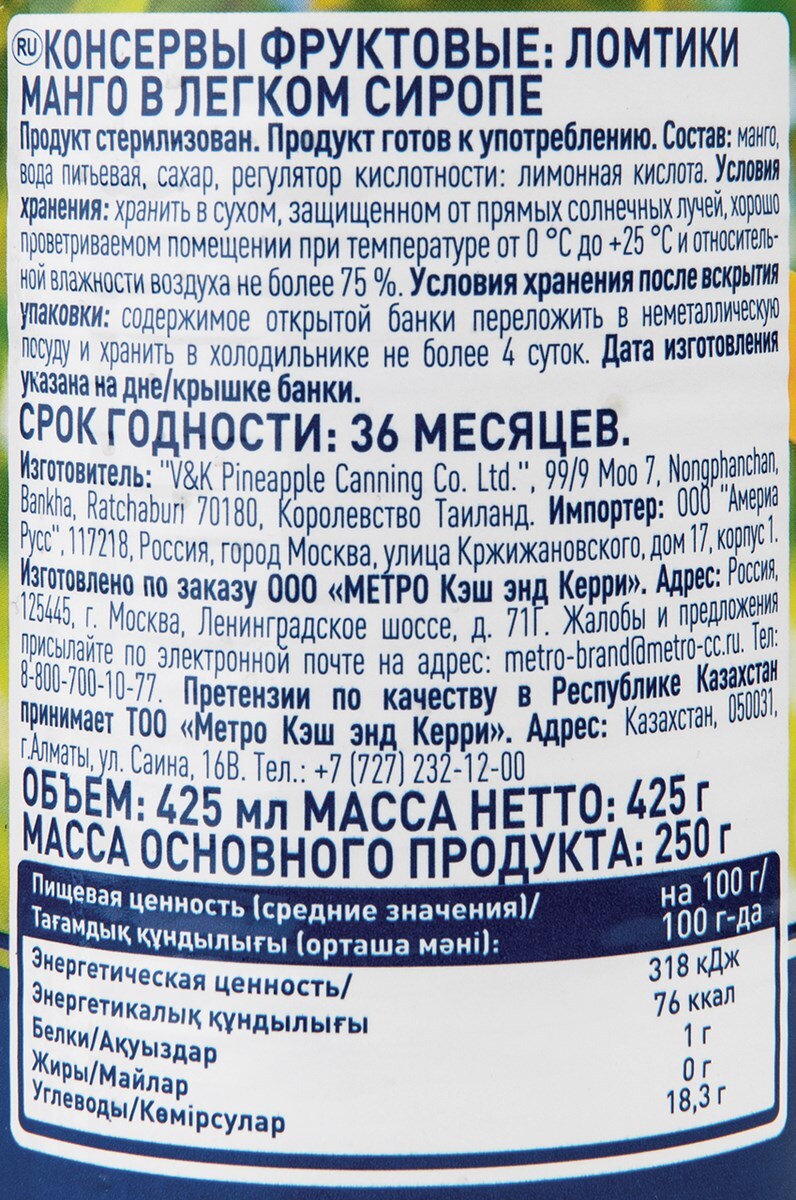 RU КОНСЕРВЫ ФРУКТОВЫЕ: ЛОМТИКИ
МАНГО В ЛЕГКОМ СИРОПЕ
Продукт стерилизован. Продукт готов к употреблению. Состав: манго,
вода питьевая, сахар, регулятор кислотности: лимонная кислота. Условия
хранения: хранить в сухом, защищенном от прямых солнечных лучей, хорошо
проветриваемом помещении при температуре от 0 °C до +25 °C и относитель-
ной влажности воздуха не более 75 %. Условия хранения после вскрытия
упаковки: содержимое открытой банки переложить в неметаллическую
посуду и хранить в холодильнике не более 4 суток. Дата изготовления
указана на дне/крышке банки.
СРОК ГОДНОСТИ: 36 МЕСЯЦЕВ.
Изготовитель: "V&K Pineapple Canning Co. Ltd.", 99/9 Moo 7, Nongphanchan,
Bankha, Ratchaburi 70180, Королевство Таиланд. Импортер: ООО "Америа
Русс", 117218, Россия, город Москва, улица Кржижановского, дом 17, корпус 1.
Изготовлено по заказу ООО «МЕТРО Кэш энд Керри». Адрес: Россия,
125445, г. Москва, Ленинградское шоссе, д. 71Г. Жалобы и предложения
присылайте по электронной почте на адрес: metro-brand@metro-cc.ru. Тел:
8-800-700-10-77. Претензии по качеству в Республике Казахстан
принимает ТОО «Метро Кэш энд Керри». Адрес: Казахстан, 050031,
г.Алматы, ул. Саина, 16В. Тел.: +7 (727) 232-12-00
ОБЪЕМ: 425 мл МАССА НЕТТО: 425 г
МАССА ОСНОВНОГО ПРОДУКТА: 250 г
Пищевая ценность (средние значения)/ на 100 г/
Тағамдық құндылығы (орташа мәні): 100 г-да
Энергетическая ценность/ 318 кДж
Энергетикалық құндылығы 76 ккал
Белки/Ақуыздар 1 г
Жиры/Майлар 0 г
Углеводы/Көмірсулар 18,3 г